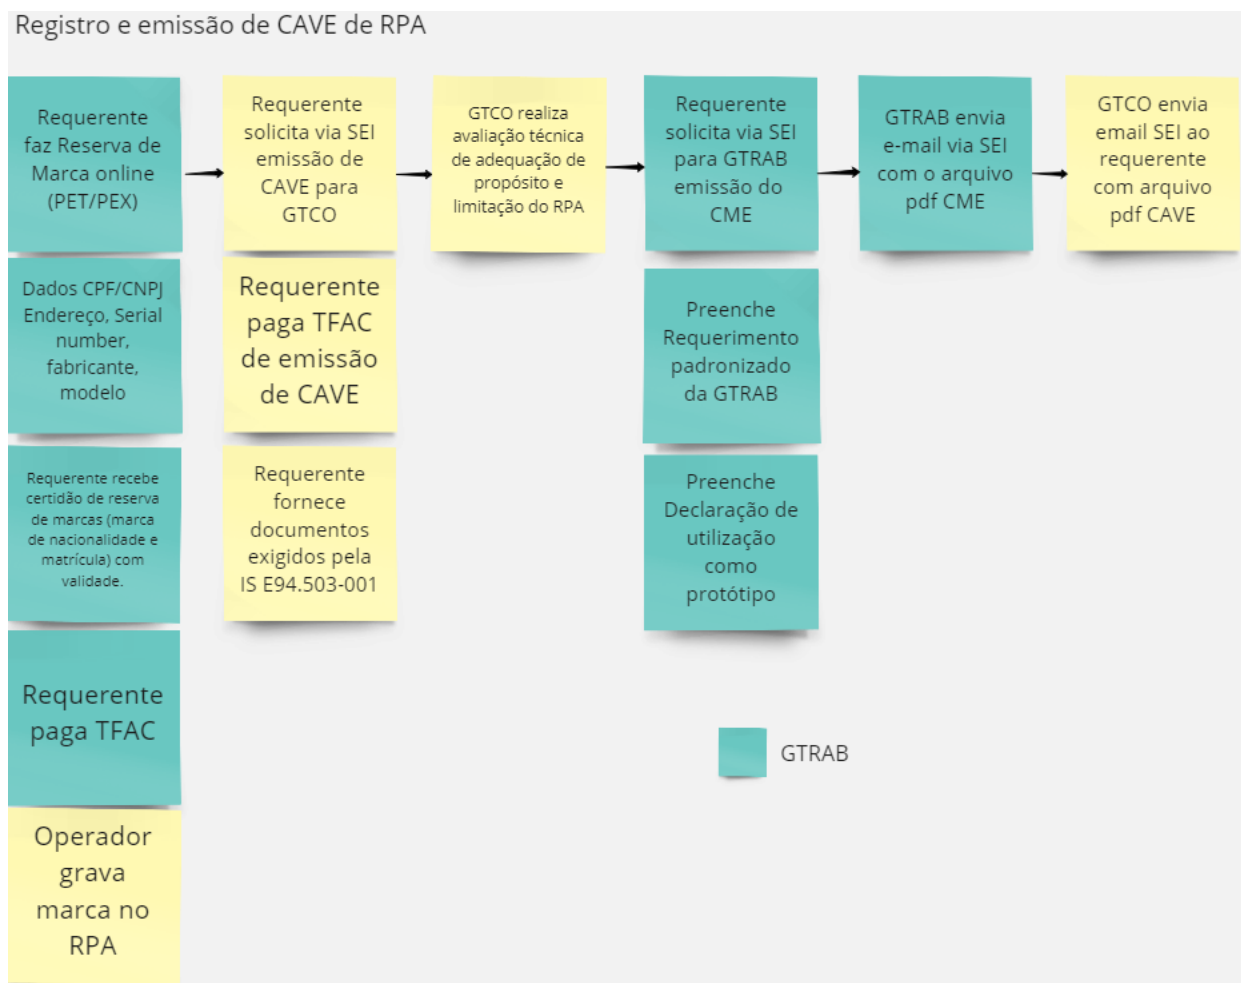 Registro e emissão de CAVE de RPA
Requerente
faz Reserva de
Marca online
(PET/PEX)
Dados CPF/CNPJ
Endereço, Serial
number,
fabricante,
modelo
Requerente recebe
certidão de reserva
de marcas (marca
de nacionalidade e
matrícula) com
validade.
Requerente
paga TFAC
Operador
grava
marca no
RPA
Requerente
solicita via SEI
emissão de
CAVE para
GTCO
Requerente
paga TFAC
de emissão
de CAVE
Requerente
fornece
documentos
exigidos pela
IS E94.503-001
GTCO realiza
avaliação técnica
de adequação de
propósito e
limitação do RPA
Requerente
solicita via SEI
para GTRAB
emissão do
CME
Preenche
Requerimento
padronizado
da GTRAB
Preenche
Declaração de
utilização
como
protótipo
GTRAB envia
e-mail via SEI
com o arquivo
pdf CME
GTCO envia
email SEI ao
requerente
com arquivo
pdf CAVE
GTRAB